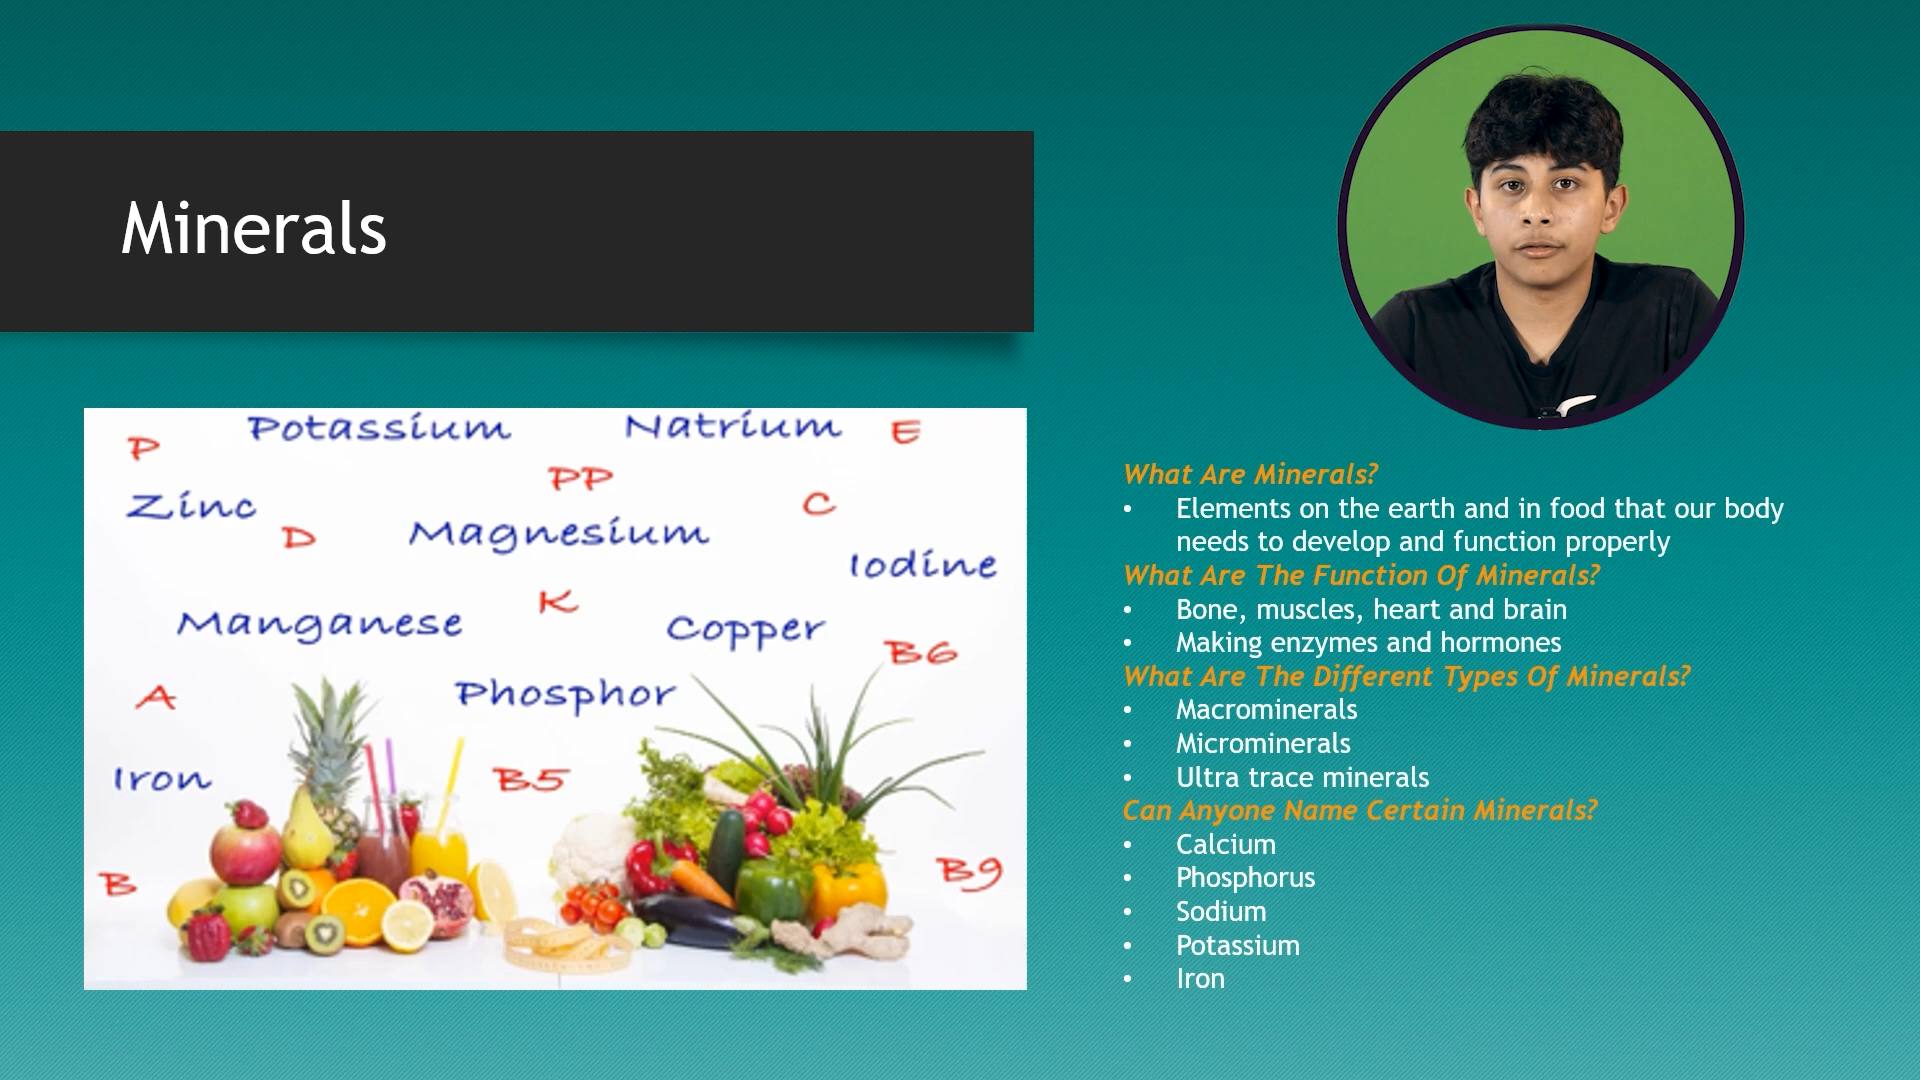 Minerals
Potassium Natrium E
P
PP
Zinc C
D Magnesium
Iodine
K
Manganese Copper
B6
A Phosphor
Iron B5
B B9
What Are Minerals?
• Elements on the earth and in food that our body
needs to develop and function properly
What Are The Function Of Minerals?
• Bone, muscles, heart and brain
• Making enzymes and hormones
What Are The Different Types Of Minerals?
• Macrominerals
• Microminerals
• Ultra trace minerals
Can Anyone Name Certain Minerals?
• Calcium
• Phosphorus
• Sodium
• Potassium
• Iron